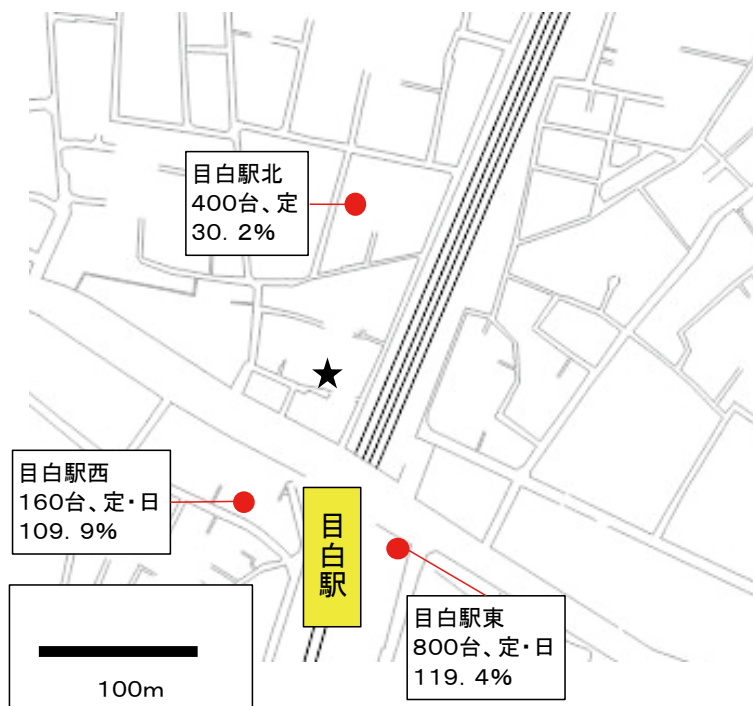 目白駅北
400台、定
30. 2%
目白駅西
160台、定・日
109. 9%
目白駅
目白駅東
800台、定・日
119. 4%
100m